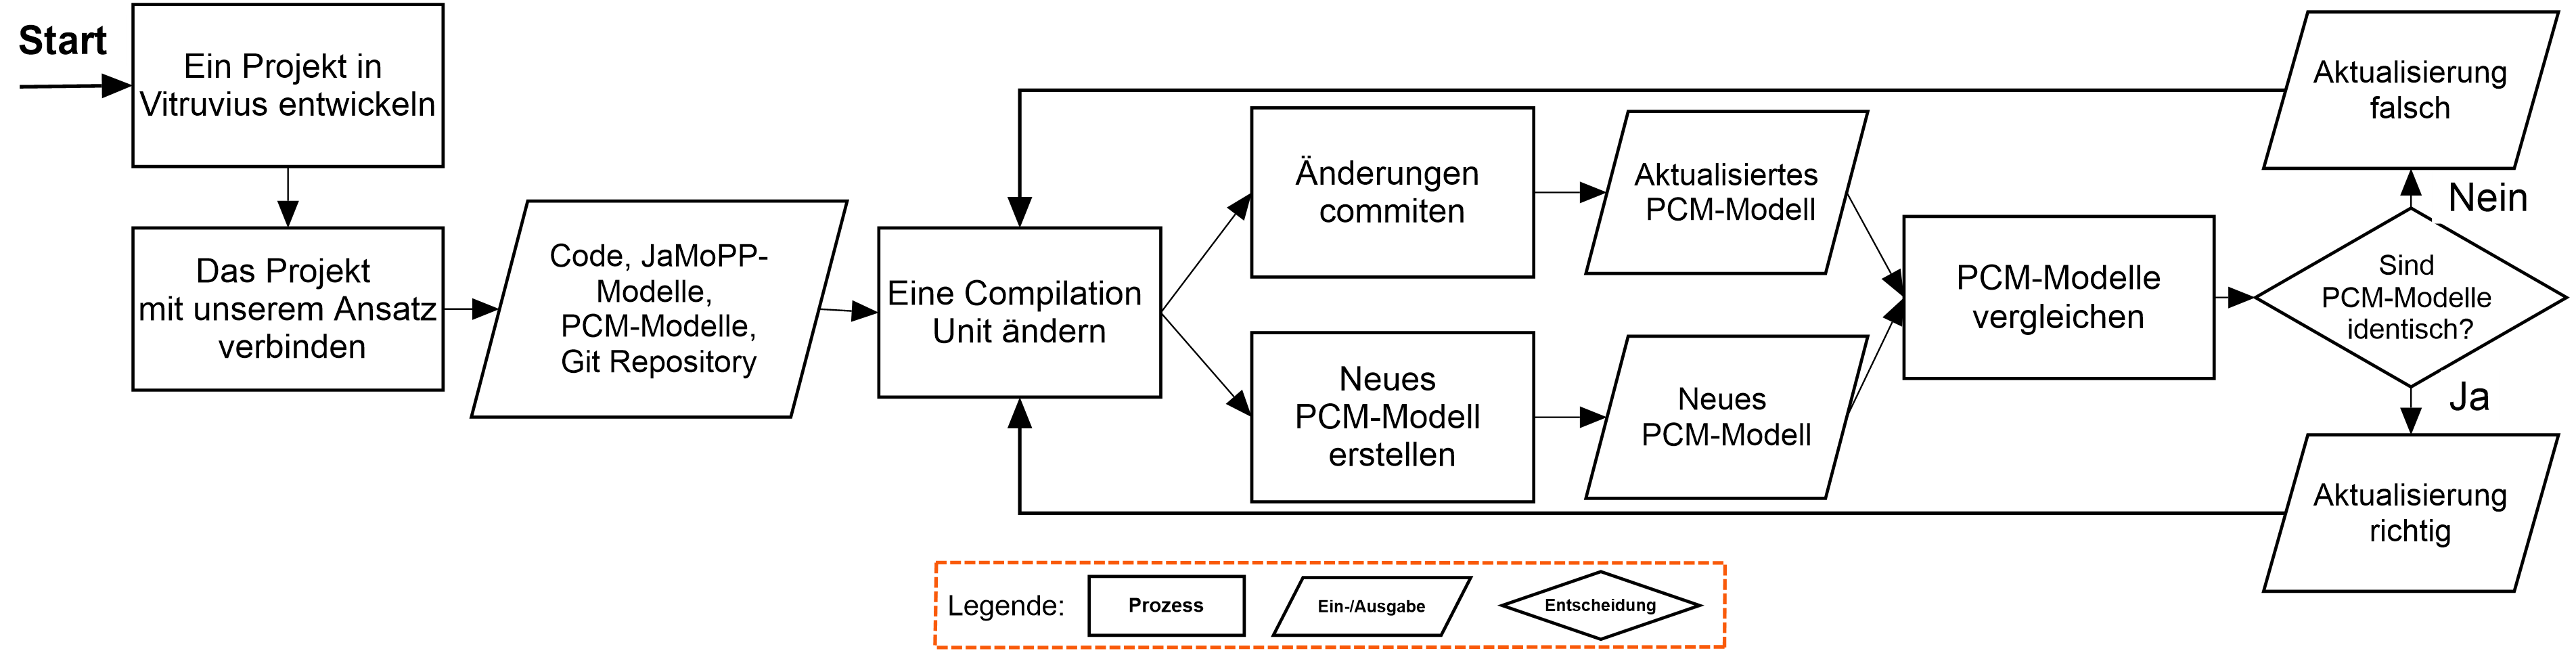 Start
Ein Projekt in
Vitruvius entwickeln
Das Projekt
mit unserem Ansatz
verbinden
Code, JaMoPP-
Modelle,
PCM-Modelle,
Git Repository
Eine Compilation
Unit ändern
Änderungen
commiten
Aktualisiertes
PCM-Modell
Neues
PCM-Modell
erstellen
Neues
PCM-Modell
PCM-Modelle
vergleichen
Sind
PCM-Modelle
identisch?
Nein
Aktualisierung
falsch
Ja
Aktualisierung
richtig
Legende:
Prozess
Ein-/Ausgabe
Entscheidung